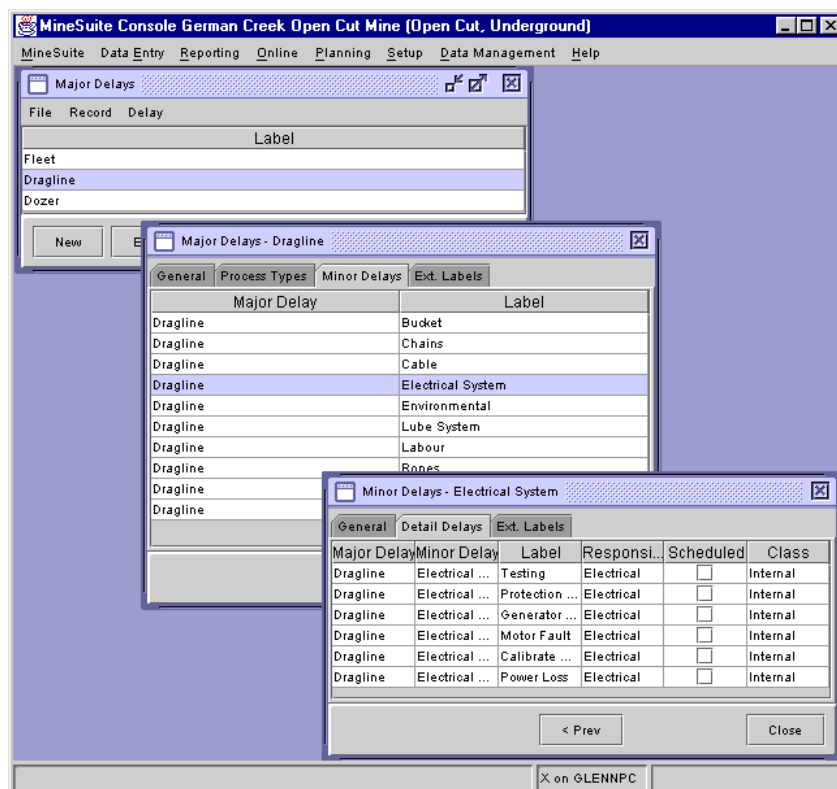 MineSuite Console German Creek Open Cut Mine (Open Cut, Underground)
MineSuite Data Entry Reporting Online Planning Setup Data Management Help
Major Delays
File Record Delay
Label
Fleet
Dragline
Dozer
New E
Major Delays - Dragline
General Process Types Minor Delays Ext. Labels
Major Delay Label
Dragline Bucket
Dragline Chains
Dragline Cable
Dragline Electrical System
Dragline Environmental
Dragline Lube System
Dragline Labour
Dragline Ropes
Dragline
Dragline
Minor Delays - Electrical System
General Detail Delays Ext. Labels
Major Delay Minor Delay Label Responsi... Scheduled Class
Dragline Electrical ... Testing Electrical Internal
Dragline Electrical ... Protection ... Electrical Internal
Dragline Electrical ... Generator ... Electrical Internal
Dragline Electrical ... Motor Fault Electrical Internal
Dragline Electrical ... Calibrate ... Electrical Internal
Dragline Electrical ... Power Loss Electrical Internal
< Prev Close
X on GLENNPC